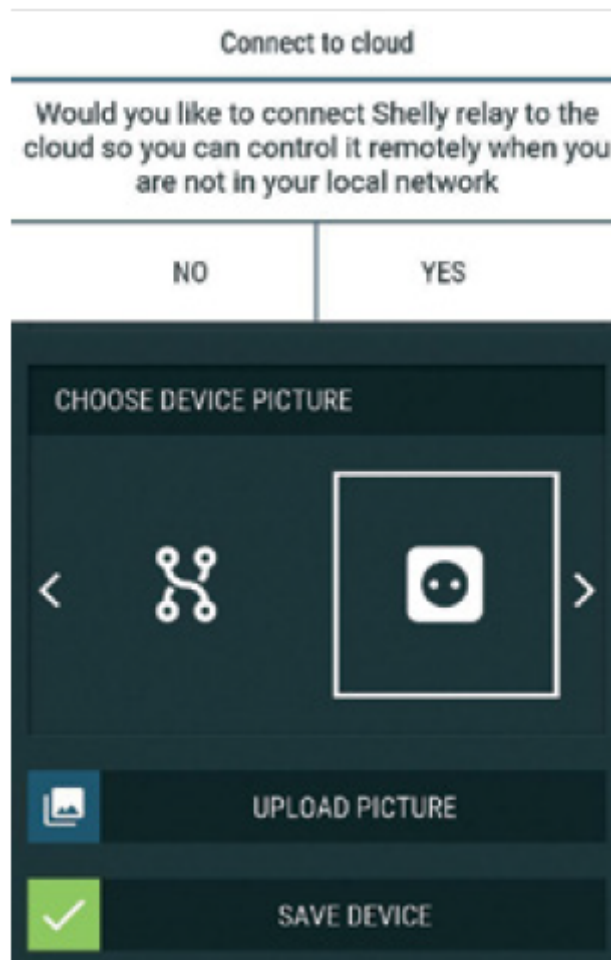 Connect to cloud
Would you like to connect Shelly relay to the
cloud so you can control it remotely when you
are not in your local network
NO
YES
CHOOSE DEVICE PICTURE
UPLOAD PICTURE
SAVE DEVICE